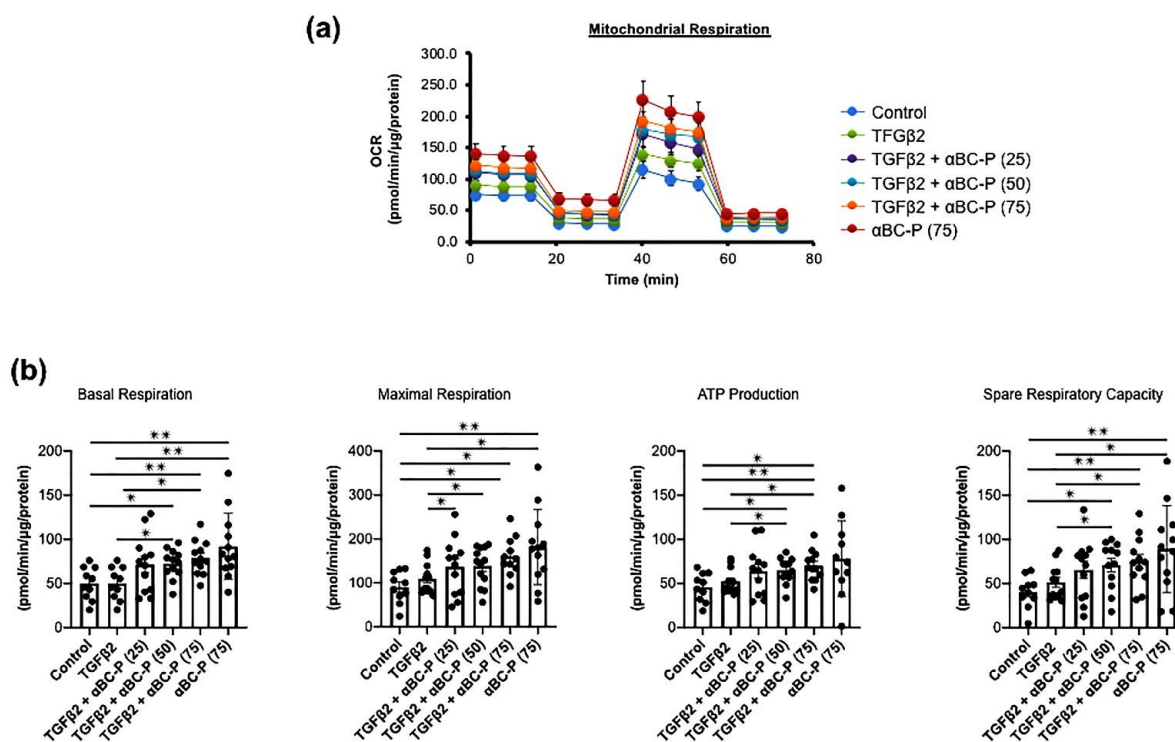 (a)
Mitochondrial Respiration
300.0
250.0
200.0
150.0
100.0
50.0
0.0
OCR
(pmol/min/µg/protein)
0 20 40 60 80
Time (min)
Control
TFGβ2
TGFβ2 + αBC-P (25)
TGFβ2 + αBC-P (50)
TGFβ2 + αBC-P (75)
αBC-P (75)
(b)
Basal Respiration
200
150
100
50
0
(pmol/min/µg/protein)
Control
TGFβ2
TGFβ2 + αBC-P (25)
TGFβ2 + αBC-P (50)
TGFβ2 + αBC-P (75)
αBC-P (75)
Maximal Respiration
400
300
200
100
0
(pmol/min/µg/protein)
Control
TGFβ2
TGFβ2 + αBC-P (25)
TGFβ2 + αBC-P (50)
TGFβ2 + αBC-P (75)
αBC-P (75)
ATP Production
200
150
100
50
0
(pmol/min/µg/protein)
Control
TGFβ2
TGFβ2 + αBC-P (25)
TGFβ2 + αBC-P (50)
TGFβ2 + αBC-P (75)
αBC-P (75)
Spare Respiratory Capacity
200
150
100
50
0
(pmol/min/µg/protein)
Control
TGFβ2
TGFβ2 + αBC-P (25)
TGFβ2 + αBC-P (50)
TGFβ2 + αBC-P (75)
αBC-P (75)